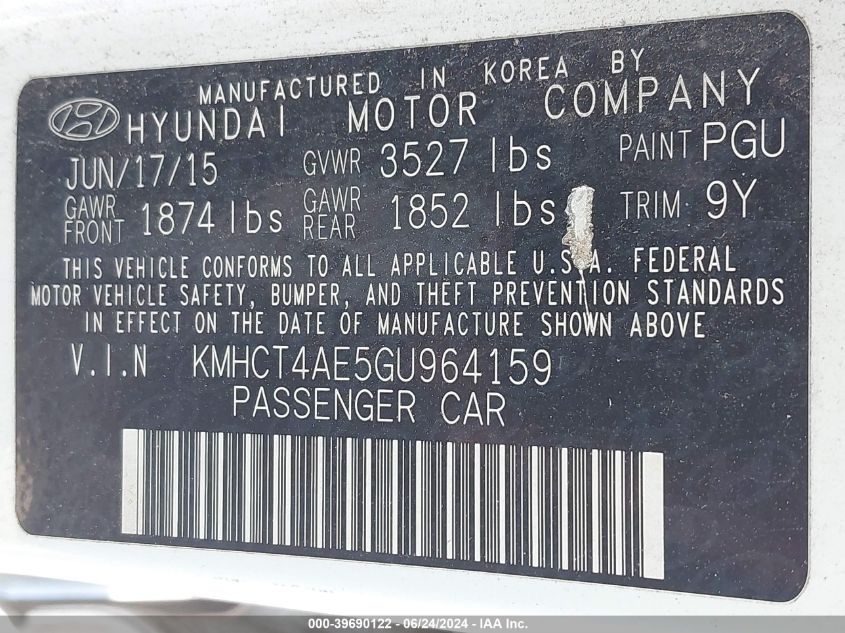 MANUFACTURED IN KOREA BY
HYUNDAI MOTOR COMPANY
JUN/17/15 GVWR 3527 lbs PAINT PGU
GAWR FRONT 1874 lbs GAWR REAR 1852 lbs TRIM 9Y
THIS VEHICLE CONFORMS TO ALL APPLICABLE U.S.A. FEDERAL
MOTOR VEHICLE SAFETY, BUMPER, AND THEFT PREVENTION STANDARDS
IN EFFECT ON THE DATE OF MANUFACTURE SHOWN ABOVE
V.I.N KMHCT4AE5GU964159
PASSENGER CAR
000-39690122 - 06/24/2024 - IAA Inc.